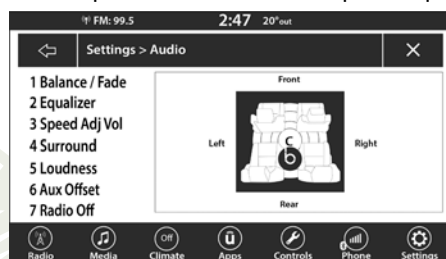 FM: 99.5 2:47 20°out
Settings > Audio
1 Balance / Fade
2 Equalizer
3 Speed Adj Vol
4 Surround
5 Loudness
6 Aux Offset
7 Radio Off
Front
Left C Right
b
Rear
Off ū
Radio Media Climate Apps Controls Phone Settings